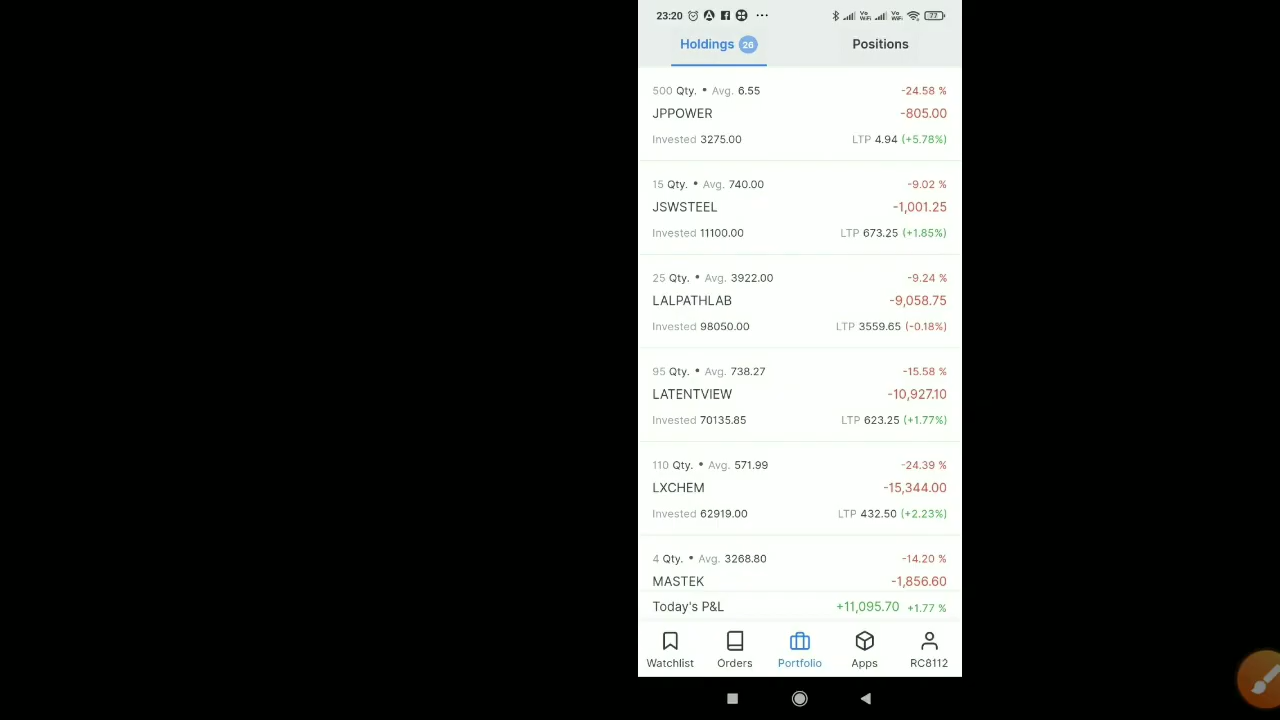 23:20
Holdings 26 Positions
500 Qty. • Avg. 6.55 -24.58 %
JPPOWER -805.00
Invested 3275.00 LTP 4.94 (+5.78%)
15 Qty. • Avg. 740.00 -9.02 %
JSWSTEEL -1,001.25
Invested 11100.00 LTP 673.25 (+1.85%)
25 Qty. • Avg. 3922.00 -9.24 %
LALPATHLAB -9,058.75
Invested 98050.00 LTP 3559.65 (-0.18%)
95 Qty. • Avg. 738.27 -15.58 %
LATENTVIEW -10,927.10
Invested 70135.85 LTP 623.25 (+1.77%)
110 Qty. • Avg. 571.99 -24.39 %
LXCHEM -15,344.00
Invested 62919.00 LTP 432.50 (+2.23%)
4 Qty. • Avg. 3268.80 -14.20 %
MASTEK -1,856.60
Today's P&L +11,095.70 +1.77 %
Watchlist Orders Portfolio Apps RC8112